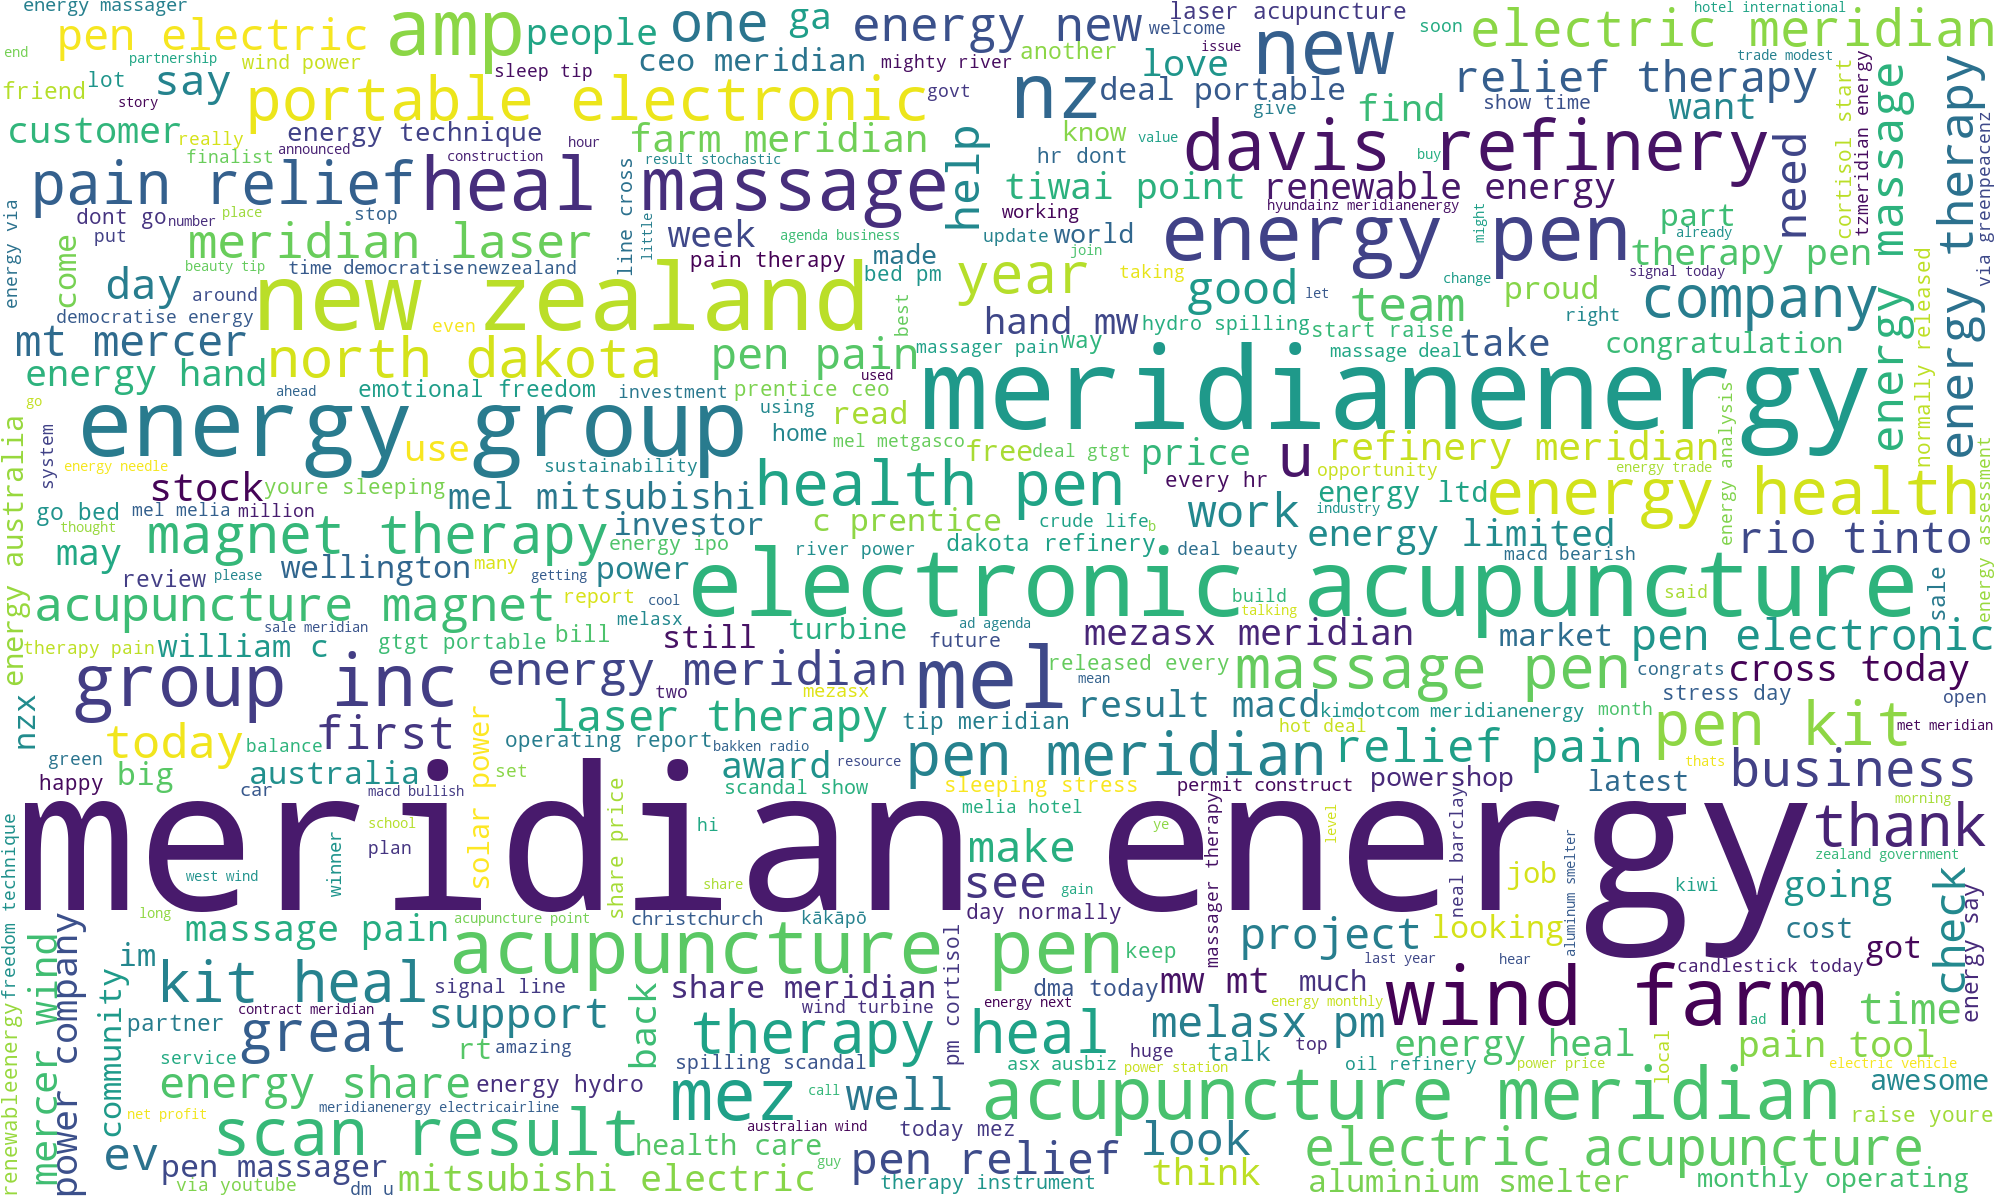 energy massager
pen electric
amp
people
one
ga
energy new
laser acupuncture
welcome
hotel international
soon
electric meridian
end
partnership
wind power
sleep tip
ceo meridian
mighty river
another
issue
love
new
trade modest
friend
lot
say
story
portable electronic
govt
nz
deal portable
give
find
relief therapy
show time
want
cortisol start
tzmeridian energy
energy massage
energy therapy
via greenpeacenz
customer
really
finalist
announced
energy technique
construction
hour
farm meridian
result stochastic
help
know
hr dont
value
davis refinery
buy
need
pain relief
heal massage
line cross
little
tiwai point
renewable energy
hyundainz meridianenergy
working
update
world
energy pen
might
part
already
therapy pen
energy via
dont go
number
place
stop
put
come
meridian laser
week
agenda business
pain therapy
made
bed pm
join
beauty tip
time democratise
newzealand
day
around
democratise energy
new zealand
even
best
year
taking
good
change
let
team
signal today
proud
right
company
normally released
mt mercer
north dakota
pen pain
hand mw
way
hydro spilling
start raise
massager pain
massage deal
take
congratulation
energy hand
ahead
emotional freedom
investment
prentice ceo
used
meridianenergy
go
energy group
use
using
home
read
mel metgasco
free
deal gtgt
price
u
refinery meridian
opportunity
energy trade
energy analysis
energy australia
system
energy needle
sustainability
stock
youre sleeping
mel mitsubishi
health pen
every hr
energy ltd
energy health
energy assessment
go bed
mel melia
million
thought
magnet therapy
investor
c prentice
crude life
b
work
industry
energy limited
rio tinto
may
energy ipo
river power
dakota refinery
deal beauty
macd bearish
review
please
wellington
many
getting
power
electronic acupuncture
acupuncture magnet
report
cool
melasx
build
talking
said
sale
sale meridian
therapy pain
william c
gtgt portable
bill
still
turbine
ad agenda
future
mezasx meridian
market
pen electronic
group inc
energy meridian
two
mezasx
mel
released every
mean
massage pen
congrats
cross today
stress day
open
nzx
today
first
laser therapy
tip meridian
result macd
kimdotcom meridianenergy
month
pen kit
met meridian
green
balance
operating report
bakken radio
resource
hot deal
happy
big
australia
solar power
set
award
pen meridian
relief pain
thats
business
car
macd bullish
scandal show
sleeping stress
permit construct
powershop
latest
morning
meridian energy
school
plan
winner
share price
hi
melia hotel
make
massager therapy
ye
level
neal barclay
aluminum smelter
job
thank
zealand government
west wind
share
see
gain
kiwi
going
long
acupuncture point
christchurch
kākāpō
day normally
last year
hear
looking
cost
check
energy say
freedom technique
renewableenergy
mercer wind
power company
community
im
massage pain
acupuncture pen
keep
project
got
kit heal
signal line
back
share meridian
pm cortisol
dma today
mw mt
much
candlestick today
energy next
energy monthly
wind farm
time
partner
contract meridian
great
support
wind turbine
therapy heal
melasx pm
ad
service
rt
amazing
spilling scandal
huge
talk
top
energy heal
local
pain tool
asx ausbiz
power station
oil refinery
power price
electric vehicle
energy share
energy hydro
mez
call
well
acupuncture meridian
awesome
net profit
meridianenergy electricairline
scan result
australian wind
today mez
raise youre
ev
health care
look
electric acupuncture
pen massager
guy
pen relief
think
via youtube
dm u
mitsubishi electric
therapy instrument
aluminium smelter
monthly operating